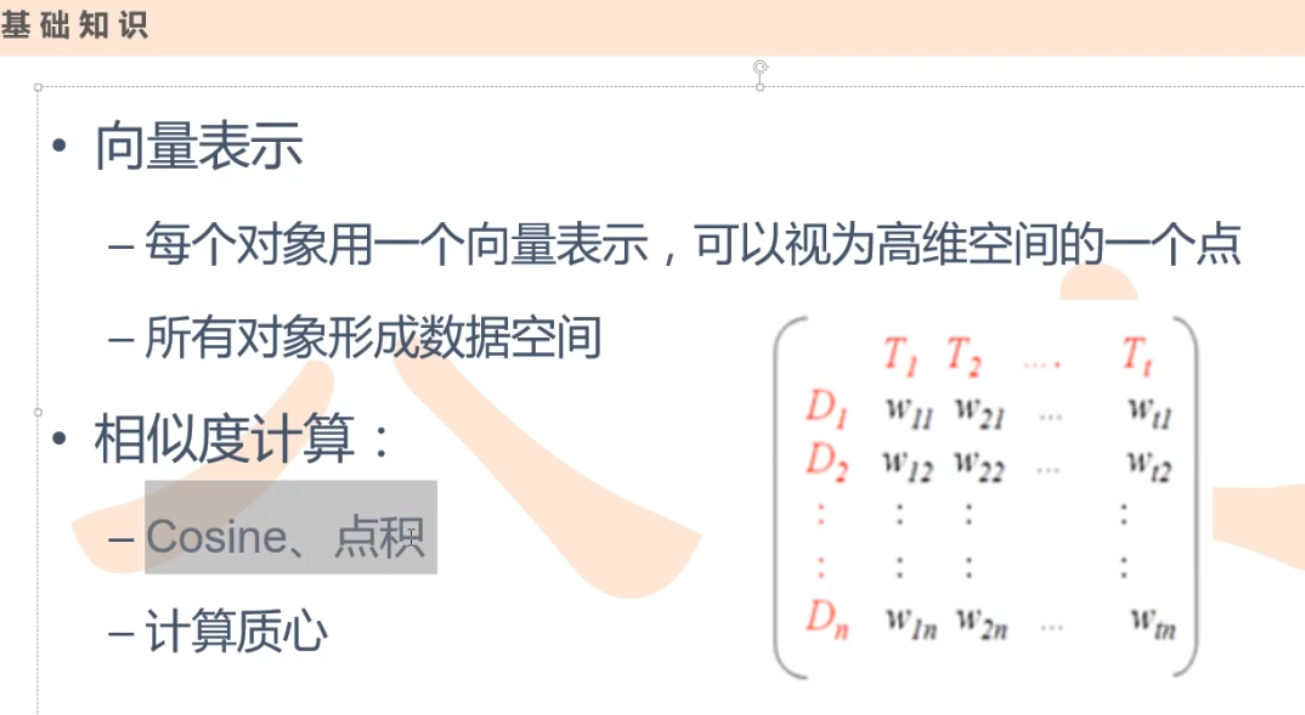 基础知识
• 向量表示
– 每个对象用一个向量表示，可以视为高维空间的一个点
– 所有对象形成数据空间
• 相似度计算：
– Cosine、点积
– 计算质心
T1 T2 .... Tt
D1 w11 w21 ... wt1
D2 w12 w22 ... wt2
: : : :
: : : :
Dn w1n w2n ... wtn